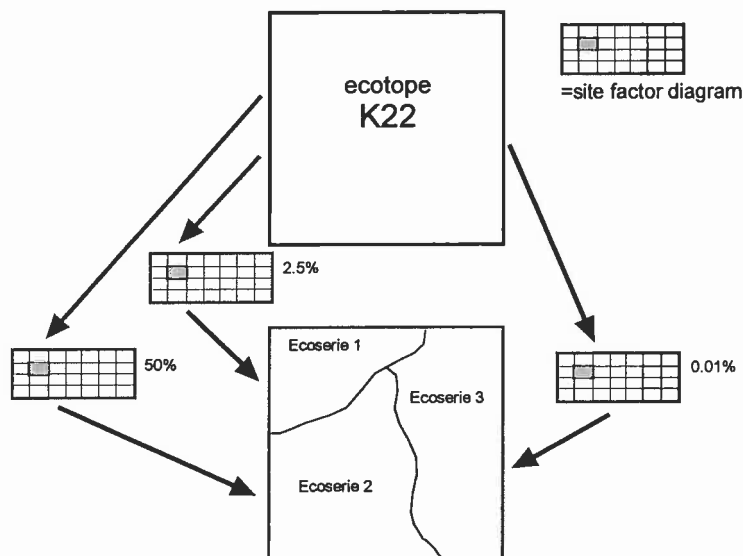 ecotope
K22
=site factor diagram
2.5%
50%
0.01%
Ecoserie 1
Ecoserie 3
Ecoserie 2